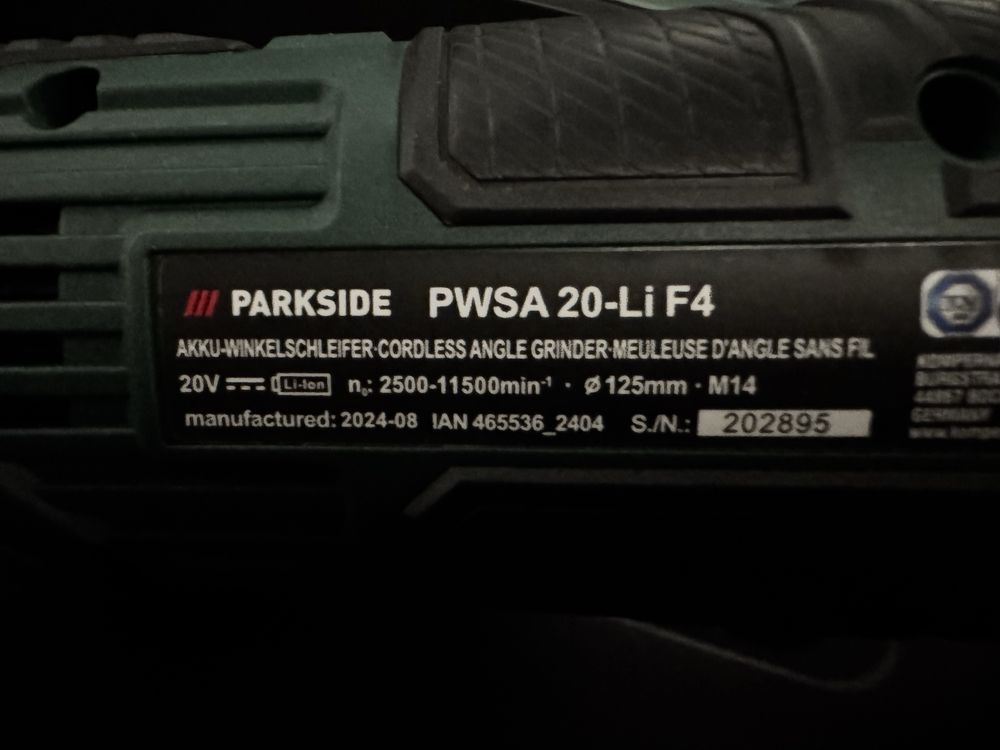 PARKSIDE PWSA 20-Li F4
AKKU-WINKELSCHLEIFER·CORDLESS ANGLE GRINDER·MEULEUSE D'ANGLE SANS FIL
20V Li-Ion n₀: 2500-11500min⁻¹ · Ø125mm · M14
manufactured: 2024-08 IAN 465536_2404 S./N.: 202895
GERMANY